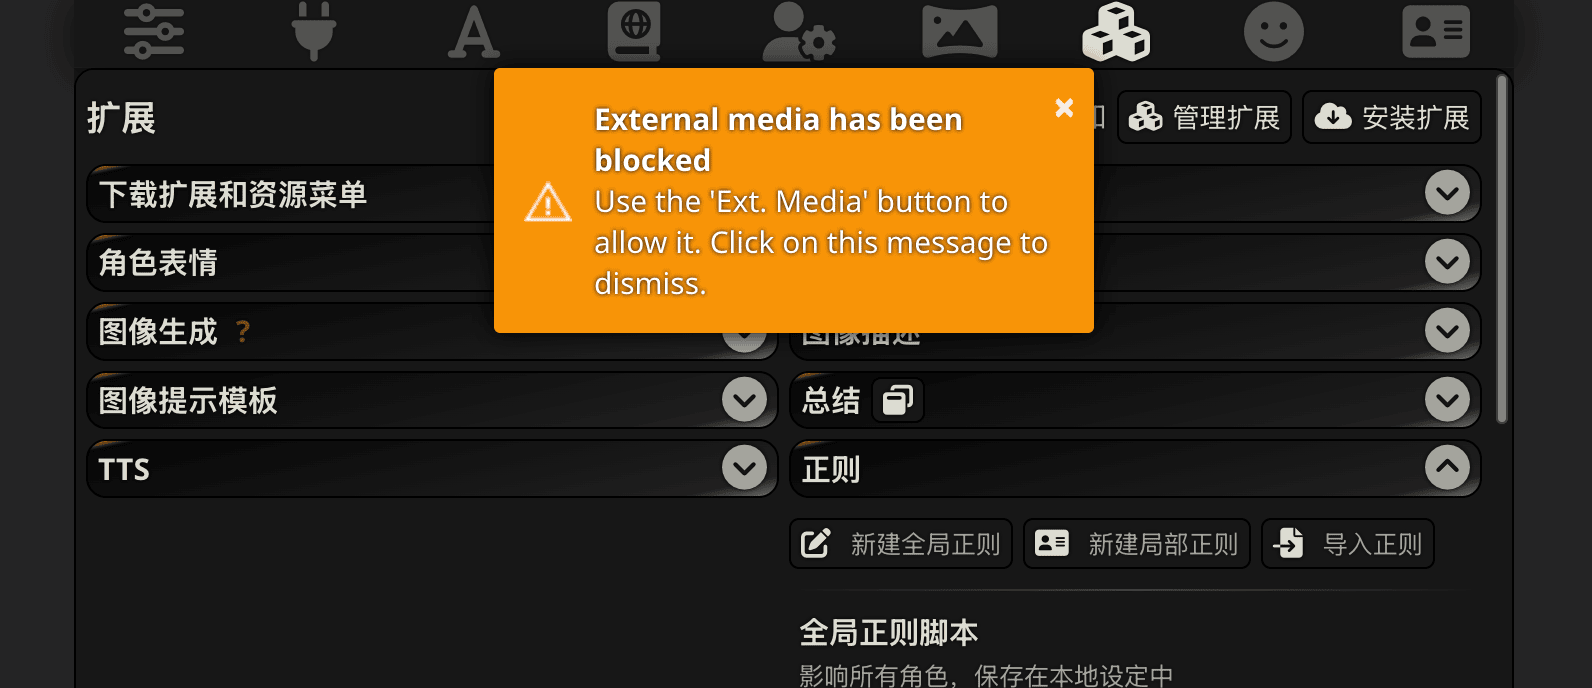 扩展
管理扩展
安装扩展
External media has been
blocked
Use the 'Ext. Media' button to
allow it. Click on this message to
dismiss.
下载扩展和资源菜单
角色表情
图像生成 ?
图像描述
图像提示模板
总结
TTS
正则
新建全局正则
新建局部正则
导入正则
全局正则脚本
影响所有角色，保存在本地设定中